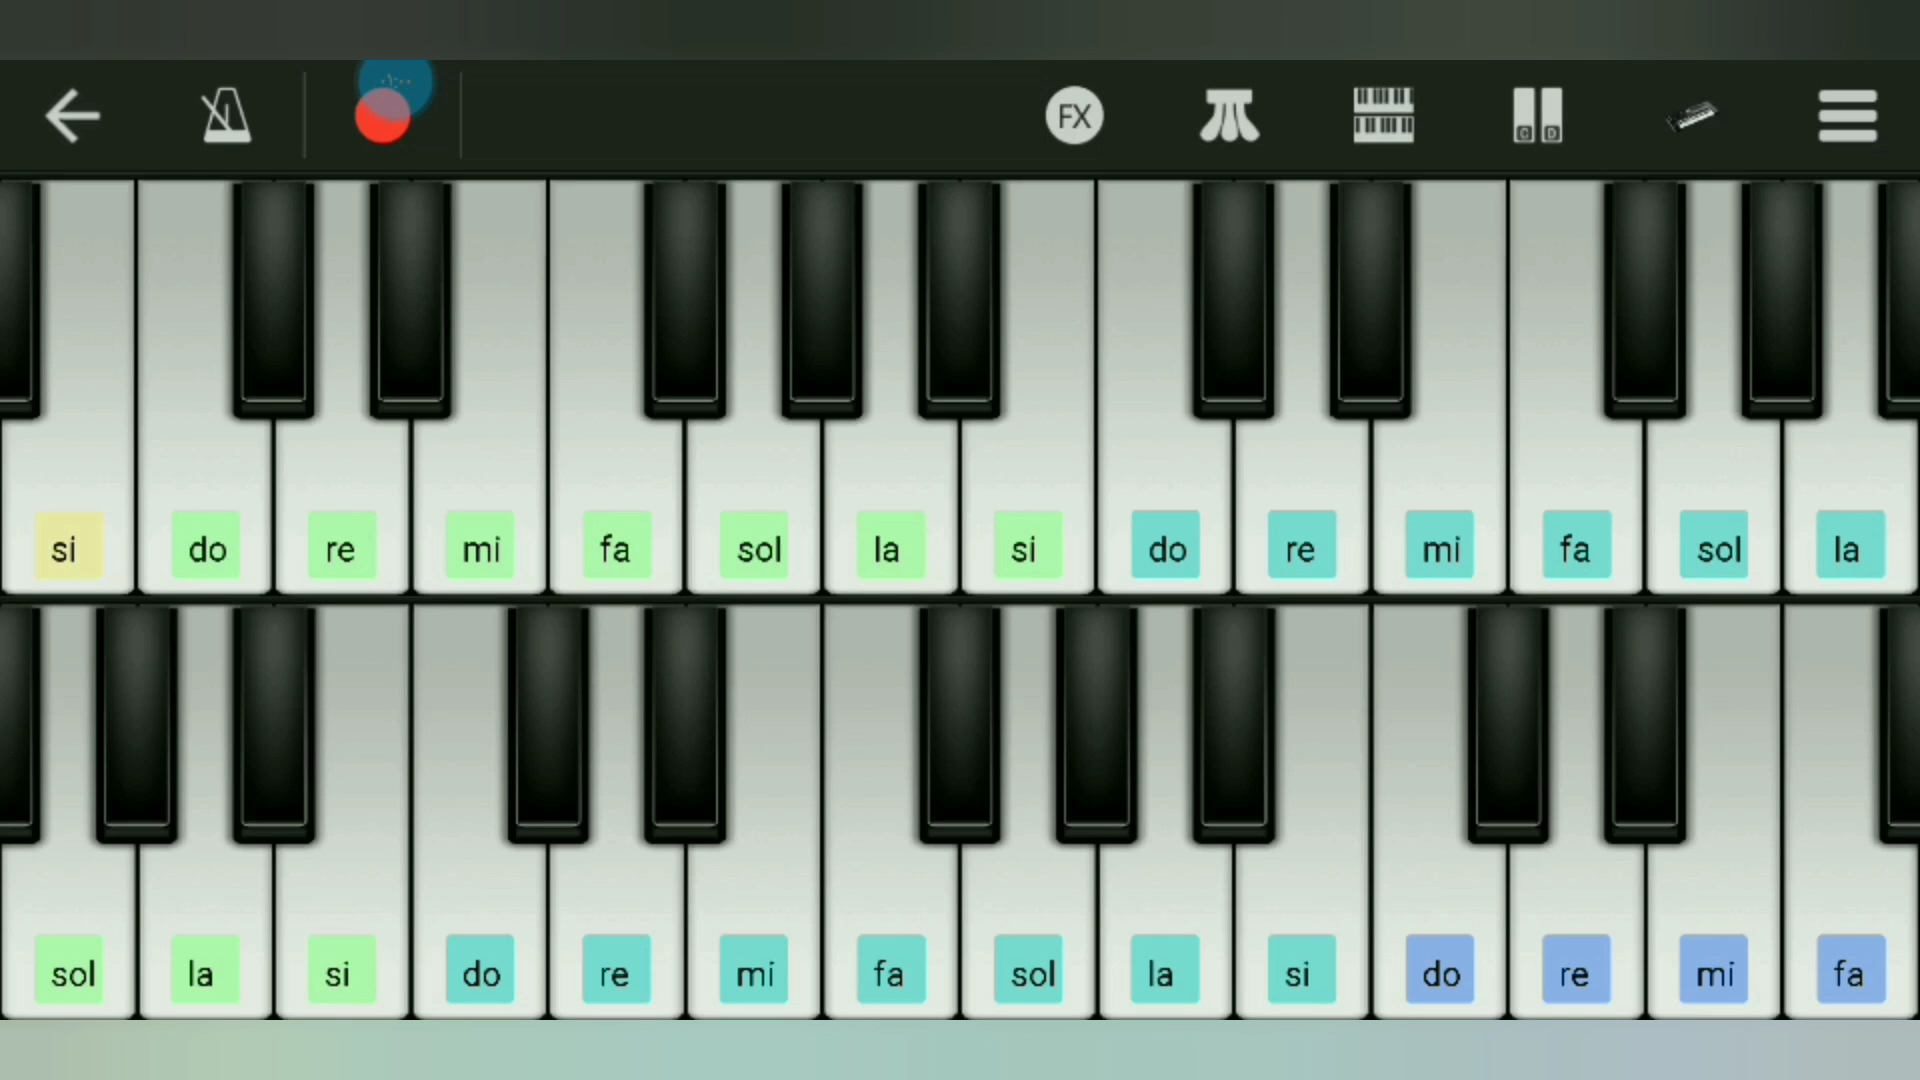 FX
C D
si do re mi fa sol la si do re mi fa sol la
sol la si do re mi fa sol la si do re mi fa